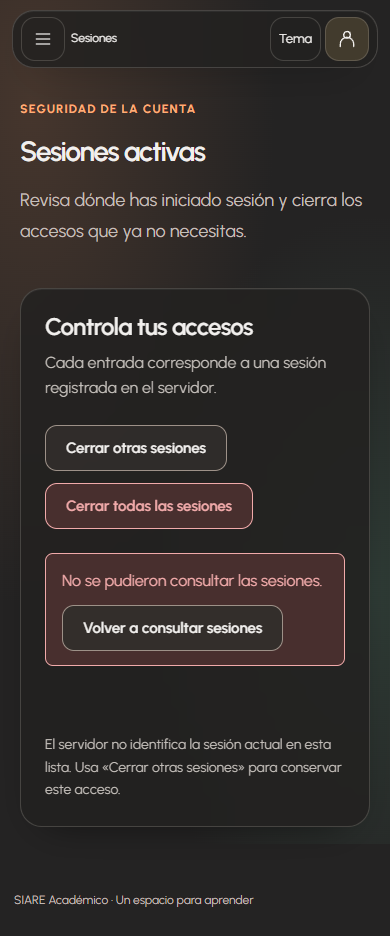 Sesiones
Tema
SEGURIDAD DE LA CUENTA
Sesiones activas
Revisa dónde has iniciado sesión y cierra los
accesos que ya no necesitas.
Controla tus accesos
Cada entrada corresponde a una sesión
registrada en el servidor.
Cerrar otras sesiones
Cerrar todas las sesiones
No se pudieron consultar las sesiones.
Volver a consultar sesiones
El servidor no identifica la sesión actual en esta
lista. Usa «Cerrar otras sesiones» para conservar
este acceso.
SIARE Académico · Un espacio para aprender